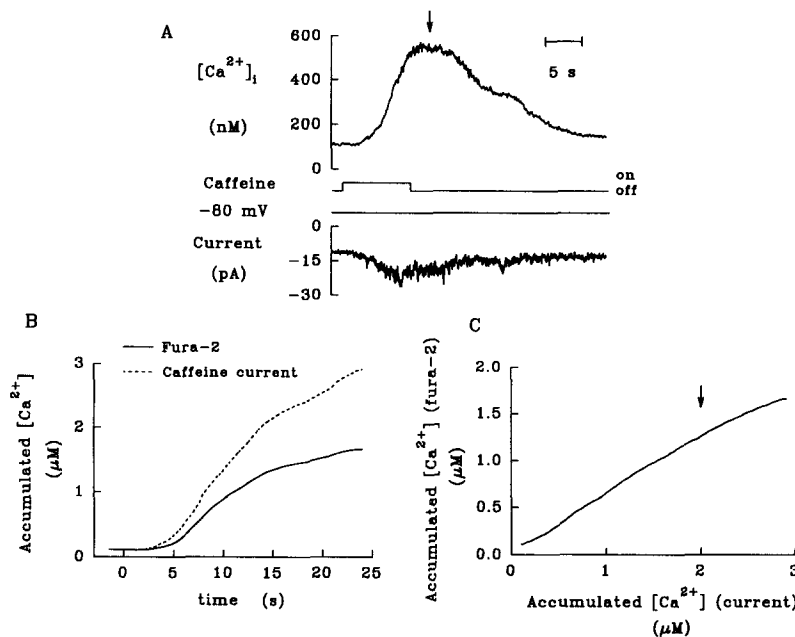 A
[Ca²⁺]ᵢ
(nM)
600
400
200
0
5 s
Caffeine
on
off
-80 mV
Current
(pA)
0
-15
-30
B
Fura-2
Caffeine current
Accumulated [Ca²⁺]
(μM)
3
2
1
0
0 5 10 15 20 25
time (s)
C
Accumulated [Ca²⁺] (fura-2)
(μM)
2.0
1.5
1.0
0.5
0.0
0 1 2 3
Accumulated [Ca²⁺] (current)
(μM)